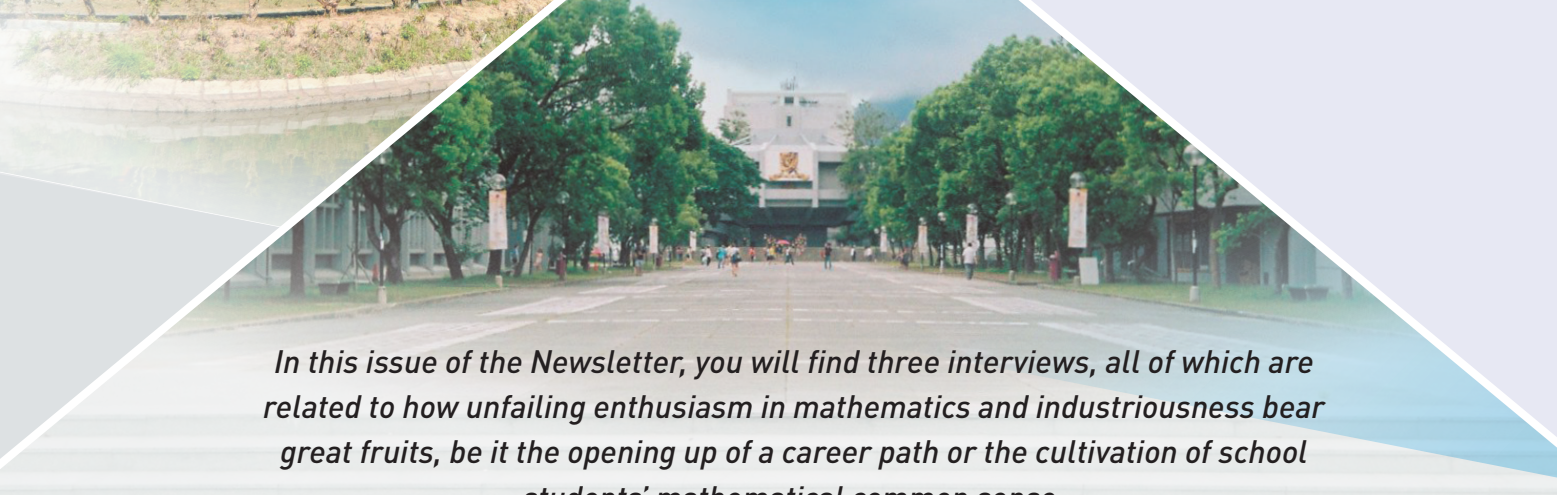 In this issue of the Newsletter, you will find three interviews, all of which are
related to how unfailing enthusiasm in mathematics and industriousness bear
great fruits, be it the opening up of a career path or the cultivation of school
students’ mathematical common sense.